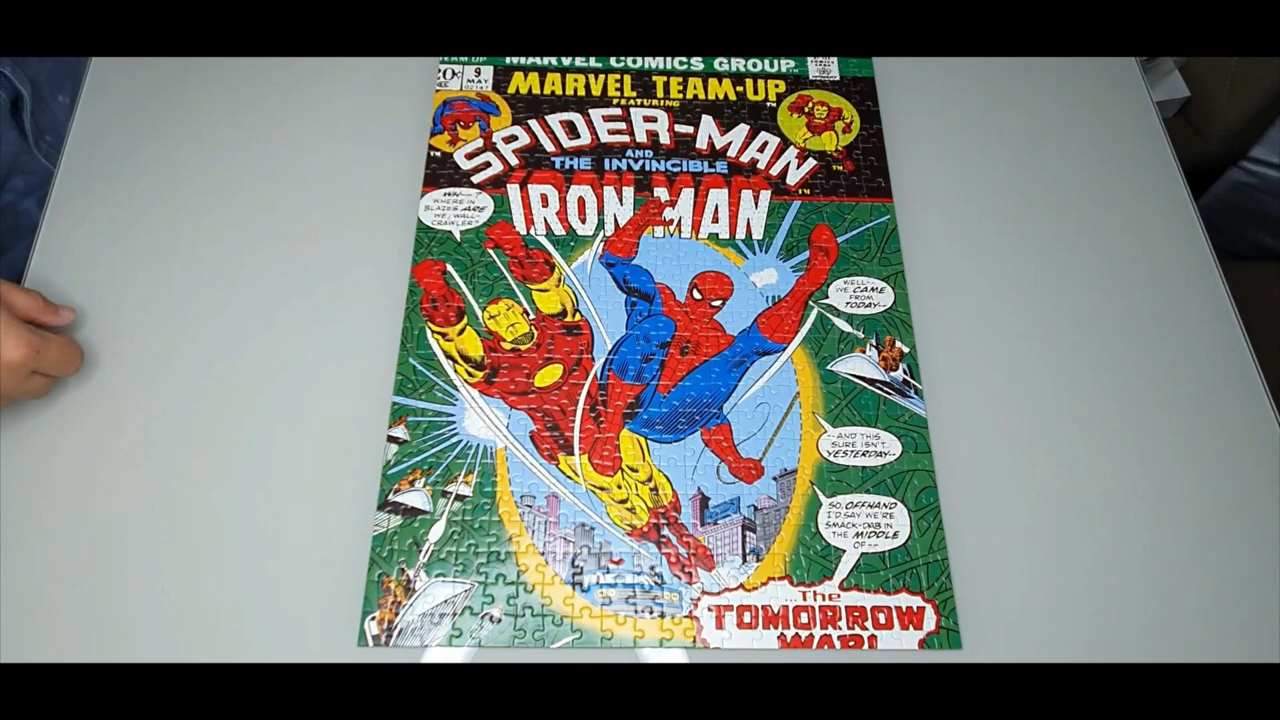 MARVEL COMICS GROUP
TEAM UP
20¢
9
MAY
02147
MARVEL TEAM-UP
FEATURING
TM
SPIDER-MAN
AND
THE INVINCIBLE
IRON MAN
WHERE IN
BLAZES ARE
WE, WALL-
CRAWLER?
WELL--
WE CAME
FROM
TODAY--
--AND THIS
SURE ISN'T
YESTERDAY--
SO, OFFHAND
I'D SAY WE'RE
SMACK-DAB IN
THE MIDDLE
OF--
...The
TOMORROW
WAR!